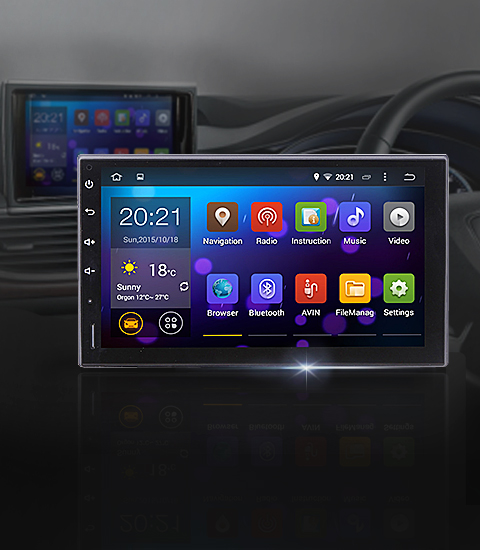 20:21
20:21
Sun,2015/10/18
Sunny
18°C
Orgon 12°C~ 27°C
Navigation Radio Instruction Music Video
Browser Bluetooth AVIN FileManag Settings